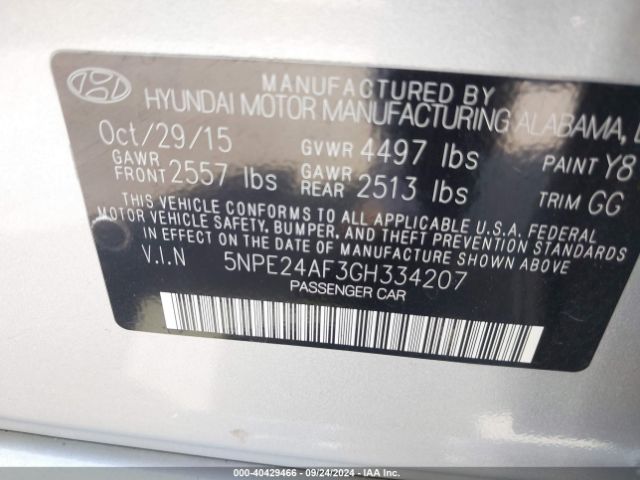 MANUFACTURED BY
HYUNDAI MOTOR MANUFACTURING ALABAMA,
Oct/29/15 GVWR 4497 lbs PAINT Y8
GAWR FRONT 2557 lbs GAWR REAR 2513 lbs TRIM GG
THIS VEHICLE CONFORMS TO ALL APPLICABLE U.S.A. FEDERAL
MOTOR VEHICLE SAFETY, BUMPER, AND THEFT PREVENTION STANDARDS
IN EFFECT ON THE DATE OF MANUFACTURE SHOWN ABOVE.
V.I.N 5NPE24AF3GH334207
PASSENGER CAR
000-40429466 - 09/24/2024 - IAA Inc.